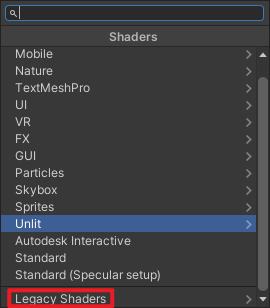 Shaders
Mobile
Nature
TextMeshPro
UI
VR
FX
GUI
Particles
Skybox
Sprites
Unlit
Autodesk Interactive
Standard
Standard (Specular setup)
Legacy Shaders